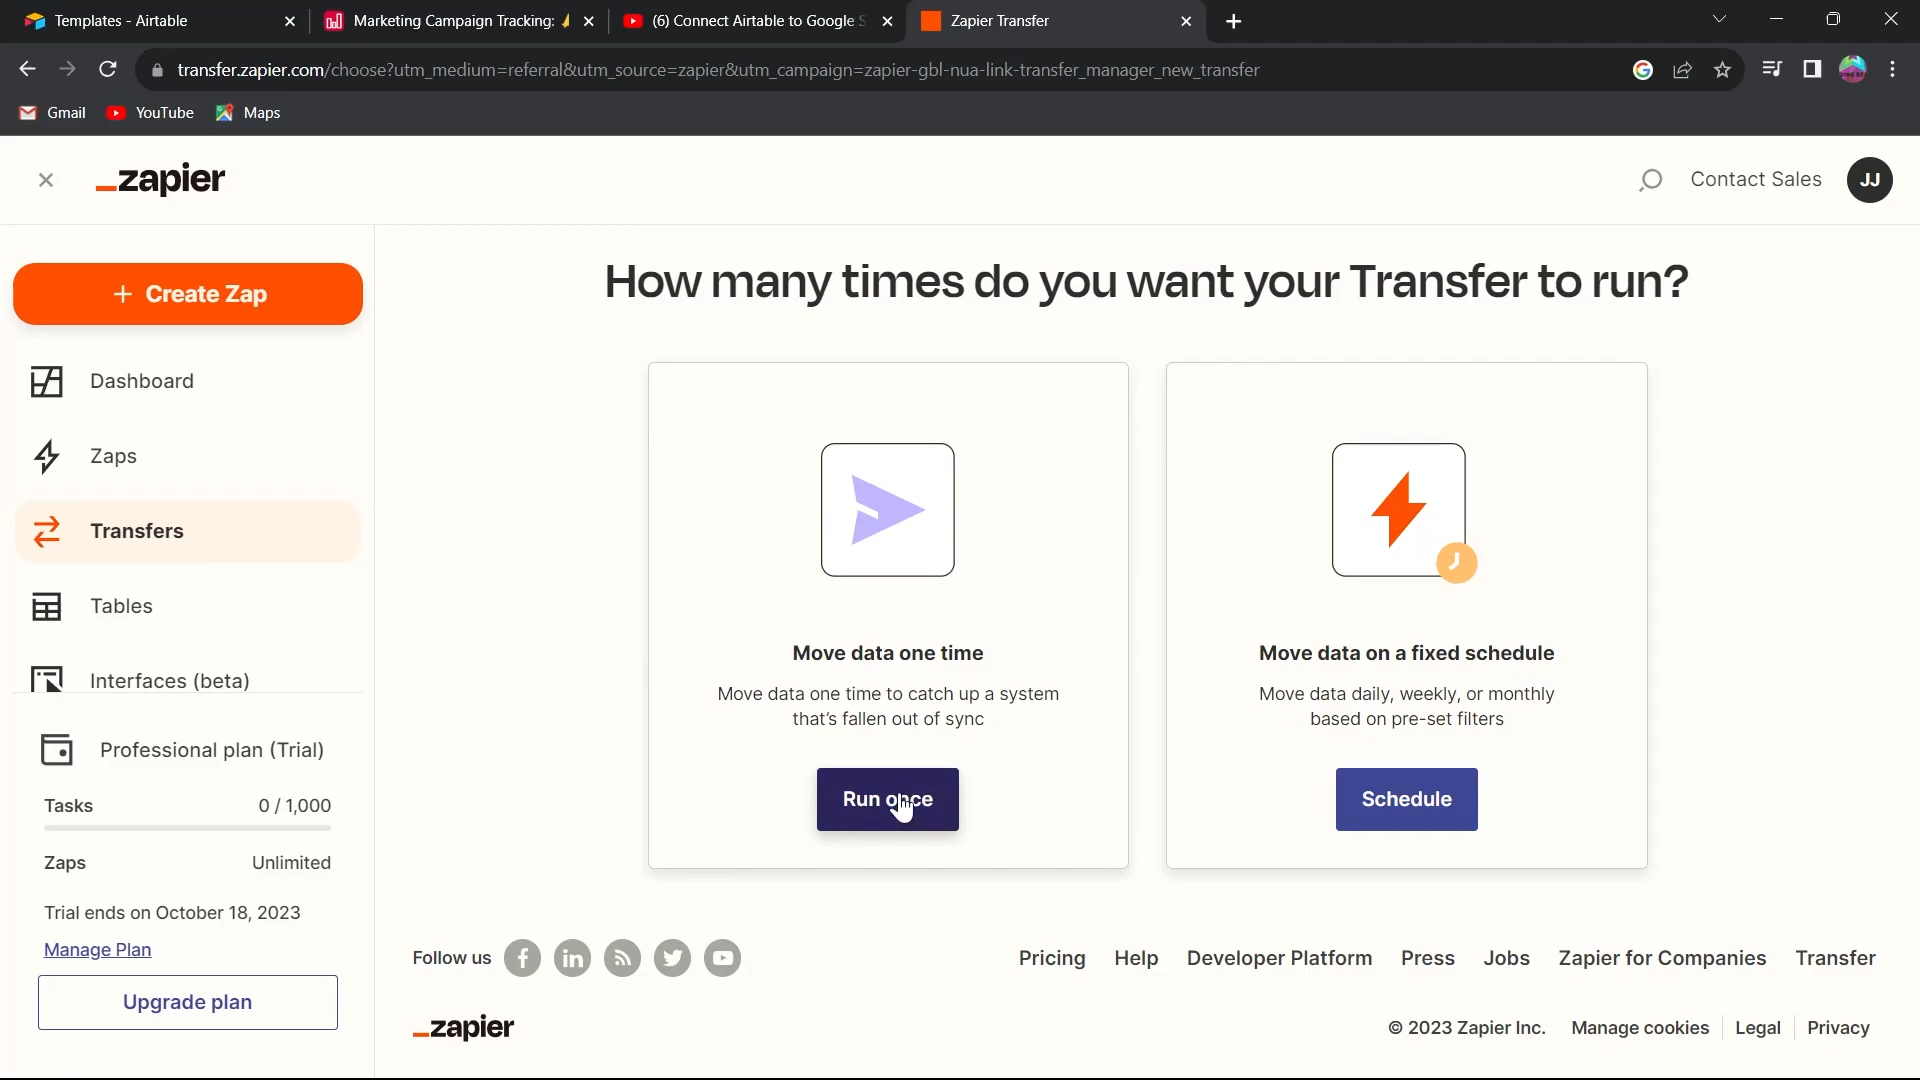 Templates - Airtable
Marketing Campaign Tracking:
(6) Connect Airtable to Google S
Zapier Transfer
transfer.zapier.com/choose?utm_medium=referral&utm_source=zapier&utm_campaign=zapier-gbl-nua-link-transfer_manager_new_transfer
Gmail
YouTube
Maps
zapier
Contact Sales
JJ
+ Create Zap
Dashboard
Zaps
Transfers
Tables
Interfaces (beta)
Professional plan (Trial)
Tasks 0 / 1,000
Zaps Unlimited
Trial ends on October 18, 2023
Manage Plan
Upgrade plan
How many times do you want your Transfer to run?
Move data one time
Move data one time to catch up a system
that's fallen out of sync
Run once
Move data on a fixed schedule
Move data daily, weekly, or monthly
based on pre-set filters
Schedule
Follow us
Pricing Help Developer Platform Press Jobs Zapier for Companies Transfer
zapier
© 2023 Zapier Inc. Manage cookies Legal Privacy